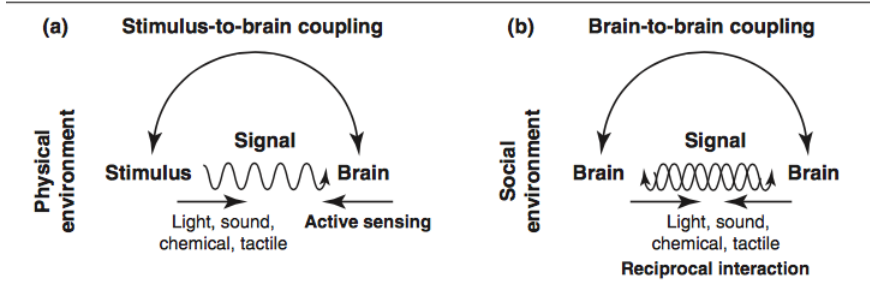 (a) Stimulus-to-brain coupling
Physical
environment
Signal
Stimulus Brain
Light, sound,
chemical, tactile
Active sensing
(b) Brain-to-brain coupling
Social
environment
Signal
Brain Brain
Light, sound,
chemical, tactile
Reciprocal interaction